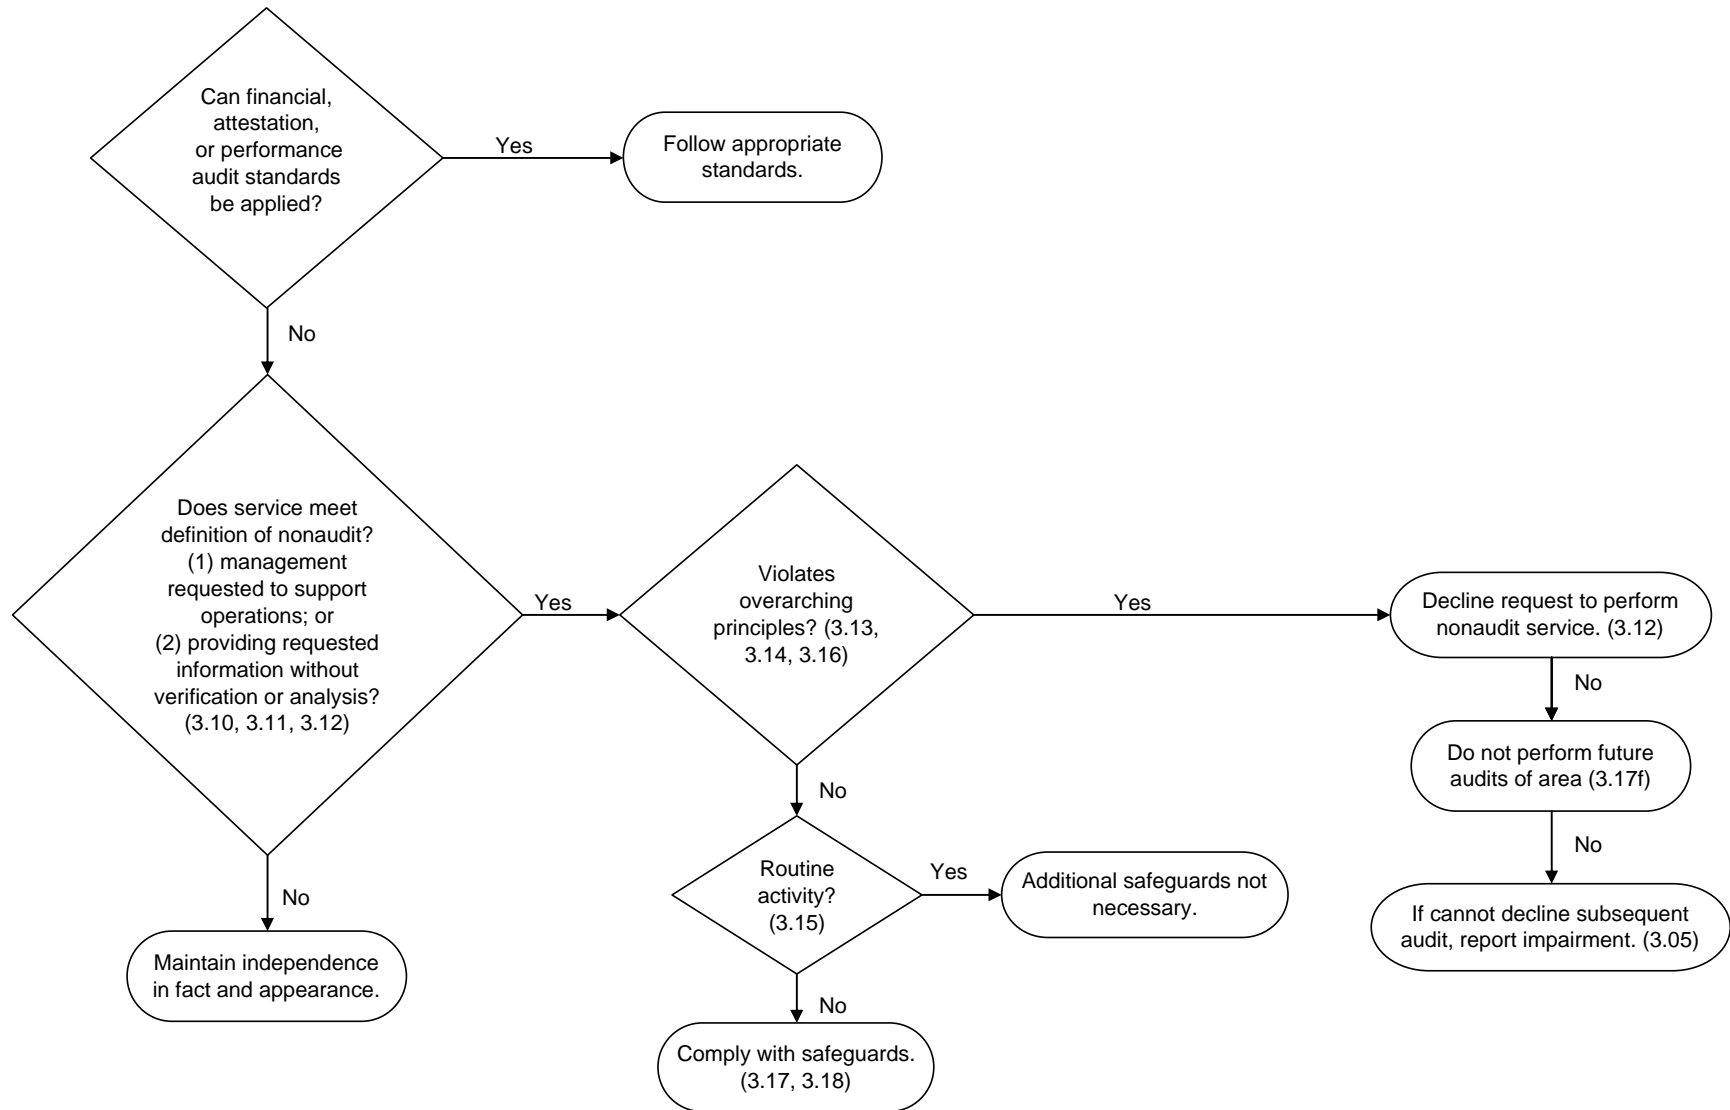 Can financial,
attestation,
or performance
audit standards
be applied?
Yes
Follow appropriate
standards.
No
Does service meet
definition of nonaudit?
(1) management
requested to support
operations; or
(2) providing requested
information without
verification or analysis?
(3.10, 3.11, 3.12)
Yes
Violates
overarching
principles? (3.13,
3.14, 3.16)
Yes
Decline request to perform
nonaudit service. (3.12)
No
Do not perform future
audits of area (3.17f)
No
If cannot decline subsequent
audit, report impairment. (3.05)
No
Routine
activity?
(3.15)
Yes
Additional safeguards not
necessary.
No
Comply with safeguards.
(3.17, 3.18)
No
Maintain independence
in fact and appearance.